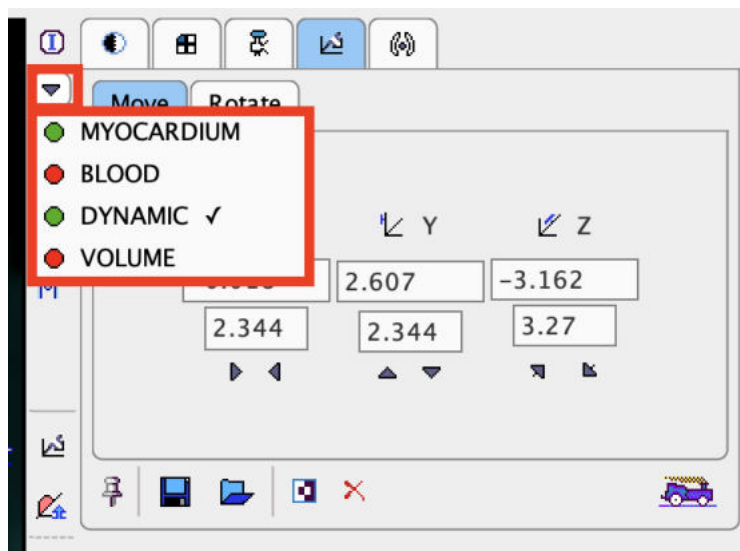 Move Rotate
MYOCARDIUM
BLOOD
DYNAMIC ✓
VOLUME
Y Z
2.607 -3.162
2.344 2.344 3.27